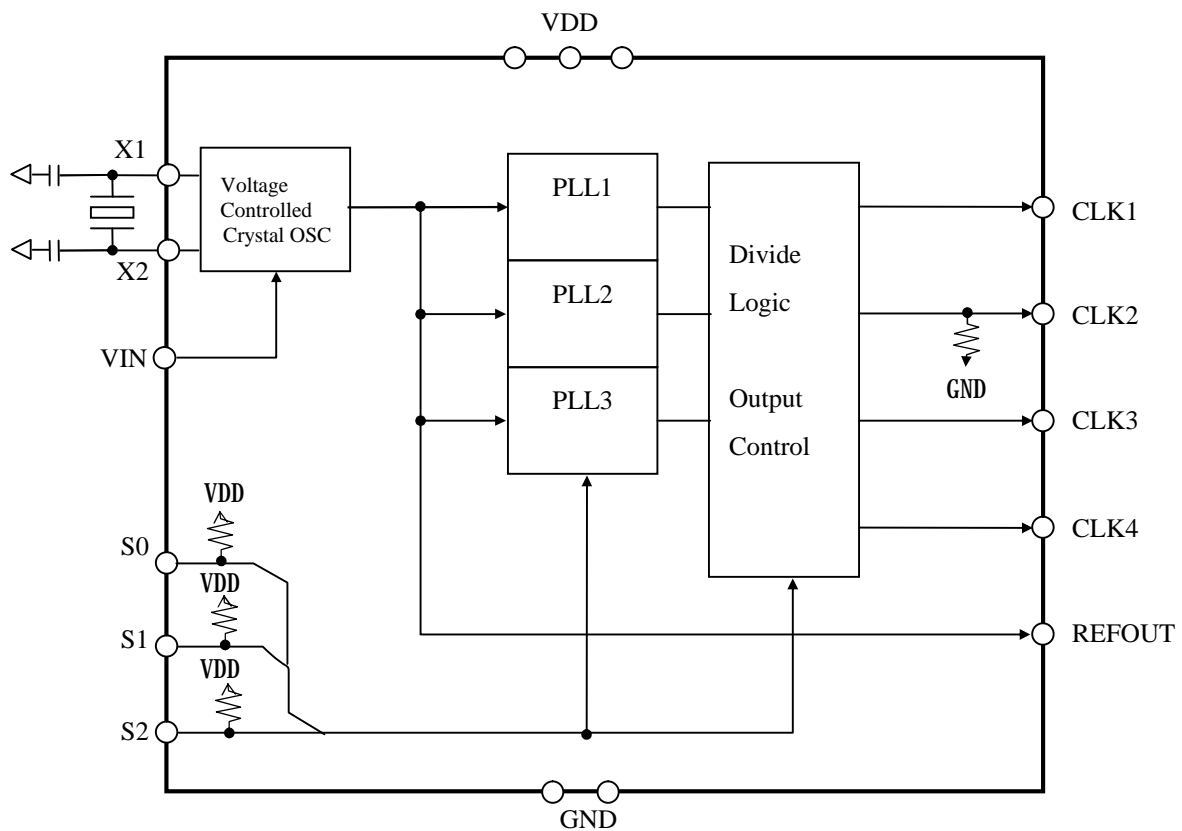 VDD
X1
Voltage
Controlled
Crystal OSC
X2
VIN
PLL1
PLL2
PLL3
Divide
Logic
Output
Control
CLK1
CLK2
GND
CLK3
CLK4
REFOUT
VDD
S0
VDD
S1
VDD
S2
GND